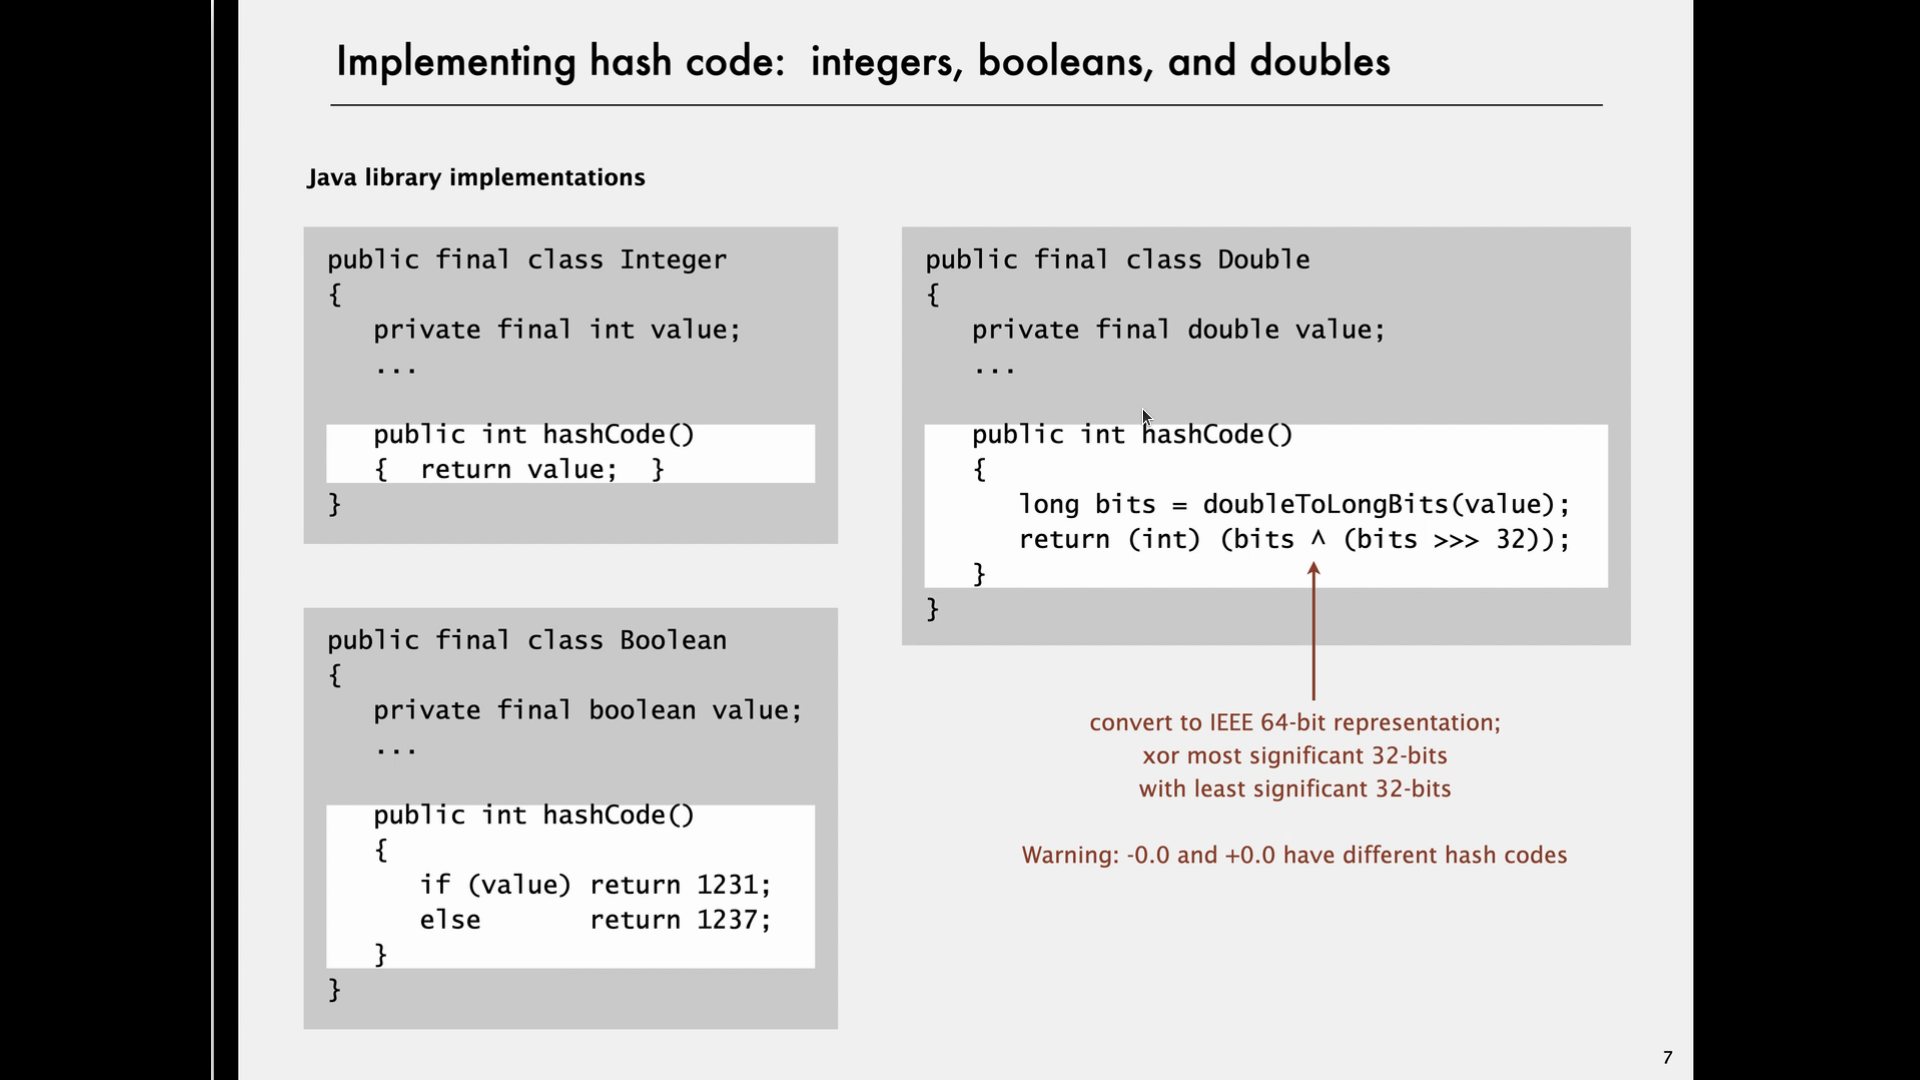 Implementing hash code:  integers, booleans, and doubles
Java library implementations
public final class Integer
{
   private final int value;
   ...
   public int hashCode()
   {  return value;  }
}
public final class Boolean
{
   private final boolean value;
   ...
   public int hashCode()
   {
      if (value) return 1231;
      else       return 1237;
   }
}
public final class Double
{
   private final double value;
   ...
   public int hashCode()
   {
      long bits = doubleToLongBits(value);
      return (int) (bits ^ (bits >>> 32));
   }
}
convert to IEEE 64-bit representation;
xor most significant 32-bits
with least significant 32-bits
Warning: -0.0 and +0.0 have different hash codes
7